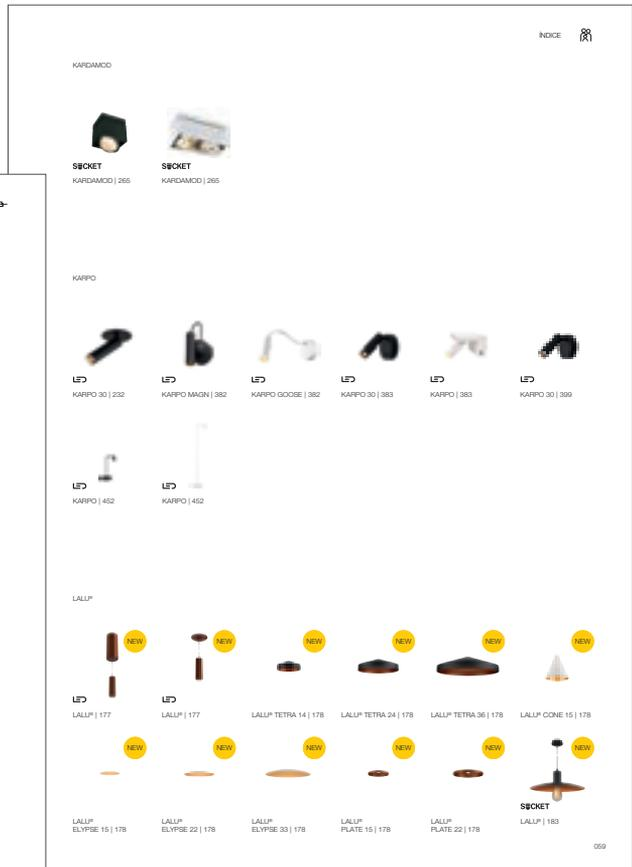 ÍNDICE
KARDAMOD
SOCKET
SOCKET
KARDAMOD | 265
KARDAMOD | 265
KARPO
LED
LED
LED
LED
LED
LED
KARPO 30 | 232
KARPO MAGN | 382
KARPO GOOSE | 382
KARPO 30 | 383
KARPO | 383
KARPO 30 | 399
LED
LED
KARPO | 452
KARPO | 452
LALU®
NEW
NEW
NEW
NEW
NEW
NEW
LED
LED
LALU® | 177
LALU® | 177
LALU® TETRA 14 | 178
LALU® TETRA 24 | 178
LALU® TETRA 36 | 178
LALU® CONE 15 | 178
NEW
NEW
NEW
NEW
NEW
NEW
SOCKET
LALU®
ELYPSE 15 | 178
LALU®
ELYPSE 22 | 178
LALU®
ELYPSE 33 | 178
LALU®
PLATE 15 | 178
LALU®
PLATE 22 | 178
LALU® | 183
059